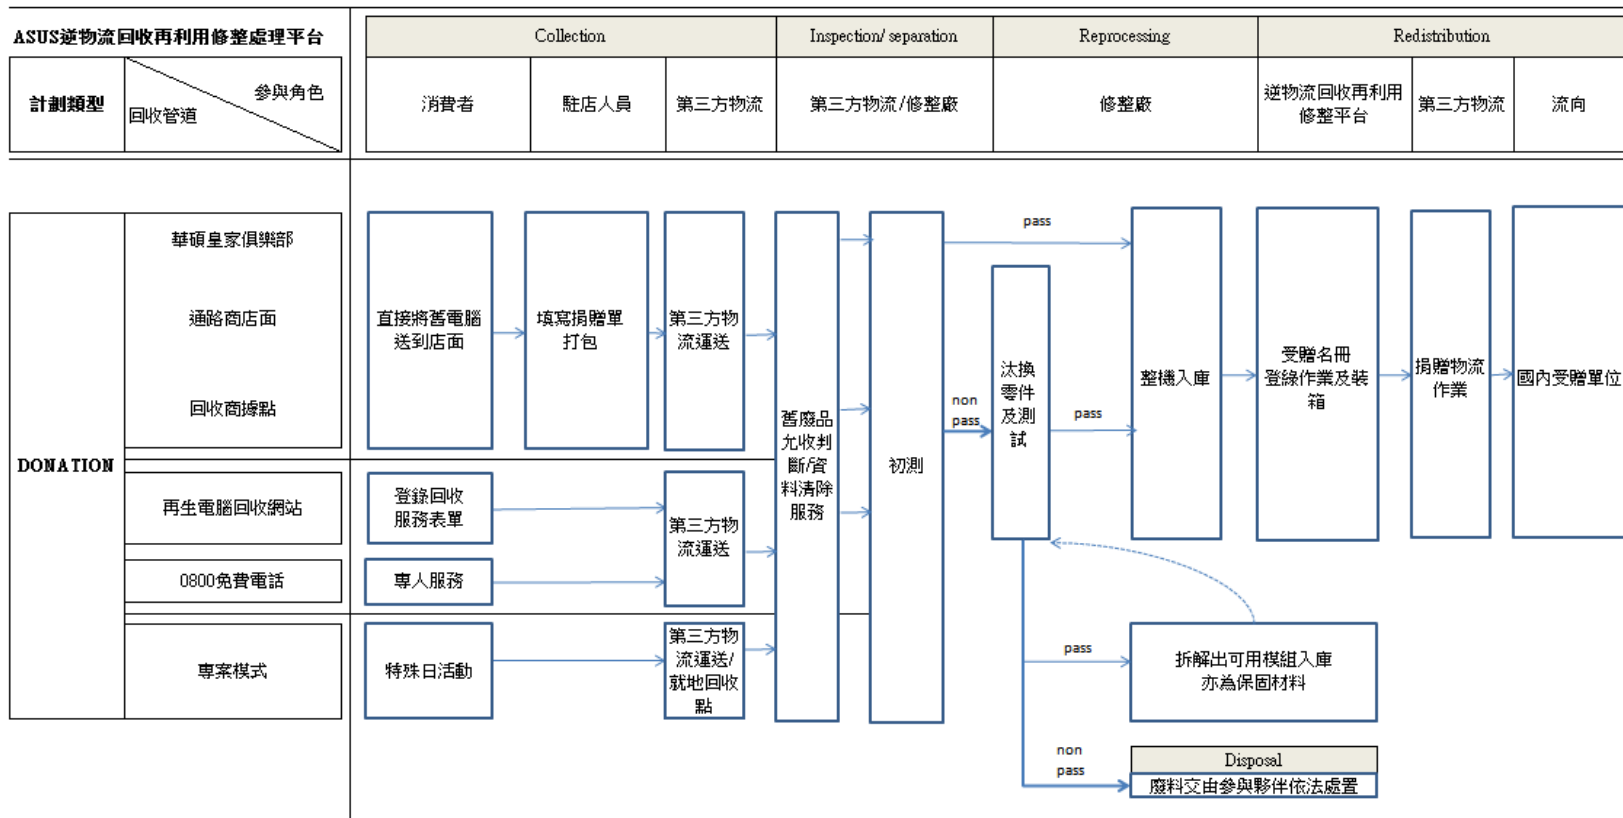 ASUS逆物流回收再利用修整處理平台
Collection
Inspection/ separation
Reprocessing
Redistribution
計劃類型
參與角色
回收管道
消費者
駐店人員
第三方物流
第三方物流/修整廠
修整廠
逆物流回收再利用
修整平台
第三方物流
流向
DONATION
華碩皇家俱樂部
通路商店面
回收商據點
直接將舊電腦
送到店面
填寫捐贈單
打包
第三方物
流運送
再生電腦回收網站
登錄回收
服務表單
第三方物
流運送
0800免費電話
專人服務
專案模式
特殊日活動
第三方物
流運送/
就地回收
點
舊廢品
允收判
斷/資
料清除
服務
初測
pass
non
pass
汰換
零件
及測
試
pass
整機入庫
受贈名冊
登錄作業及裝
箱
捐贈物流
作業
國內受贈單位
pass
拆解出可用模組入庫
亦為保固材料
non
pass
Disposal
廢料交由參與夥伴依法處置